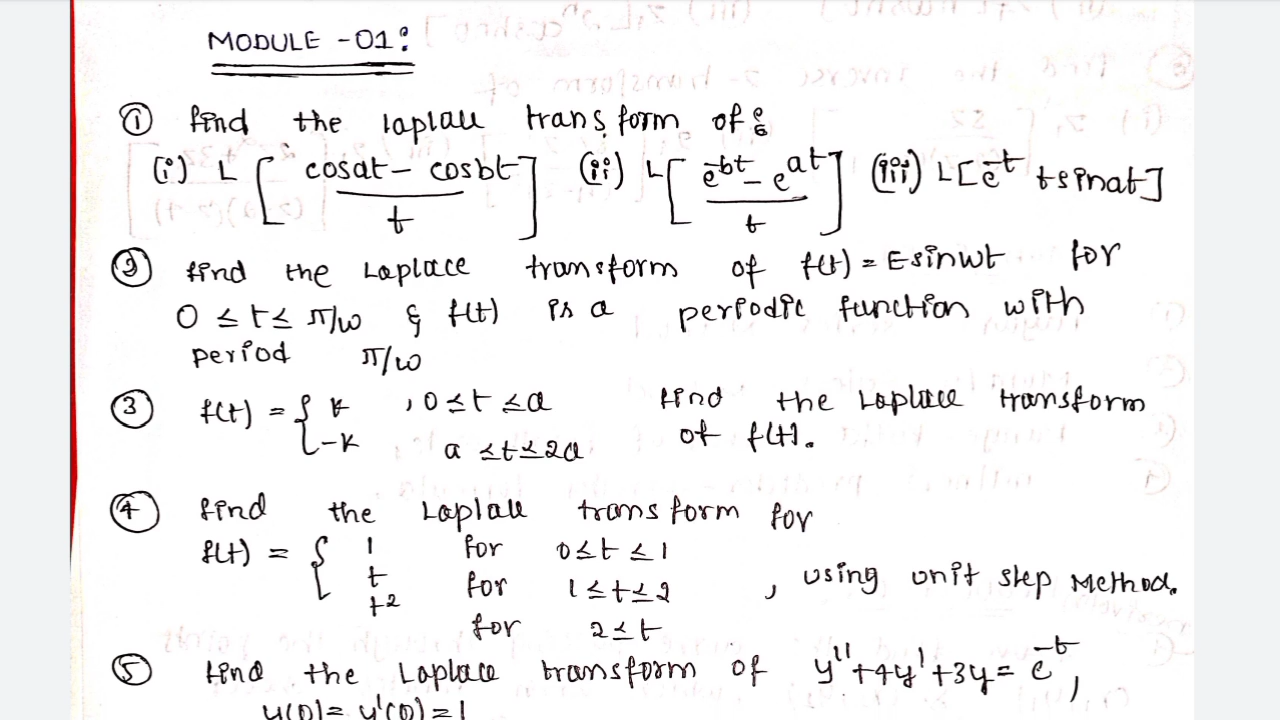 MODULE - 01:
① find the laplace transform of:
(i) L[(cosat - cosbt)/t] (ii) L[(e^-bt - e^at)/t] (iii) L[e^-t tsinat]
② find the Laplace transform of f(t) = Esinwt for
0 ≤ t ≤ π/ω & f(t) is a periodic function with
period π/ω
③ f(t) = { k , 0 ≤ t ≤ a find the Laplace transform
-k a ≤ t ≤ 2a of f(t).
④ find the Laplace transform for
f(t) = { 1 for 0 ≤ t ≤ 1
t for 1 ≤ t ≤ 2 , using unit step Method.
t² for 2 ≤ t
⑤ find the Laplace transform of y'' + 4y' + 3y = e^-t,
y(0) = y'(0) = 1